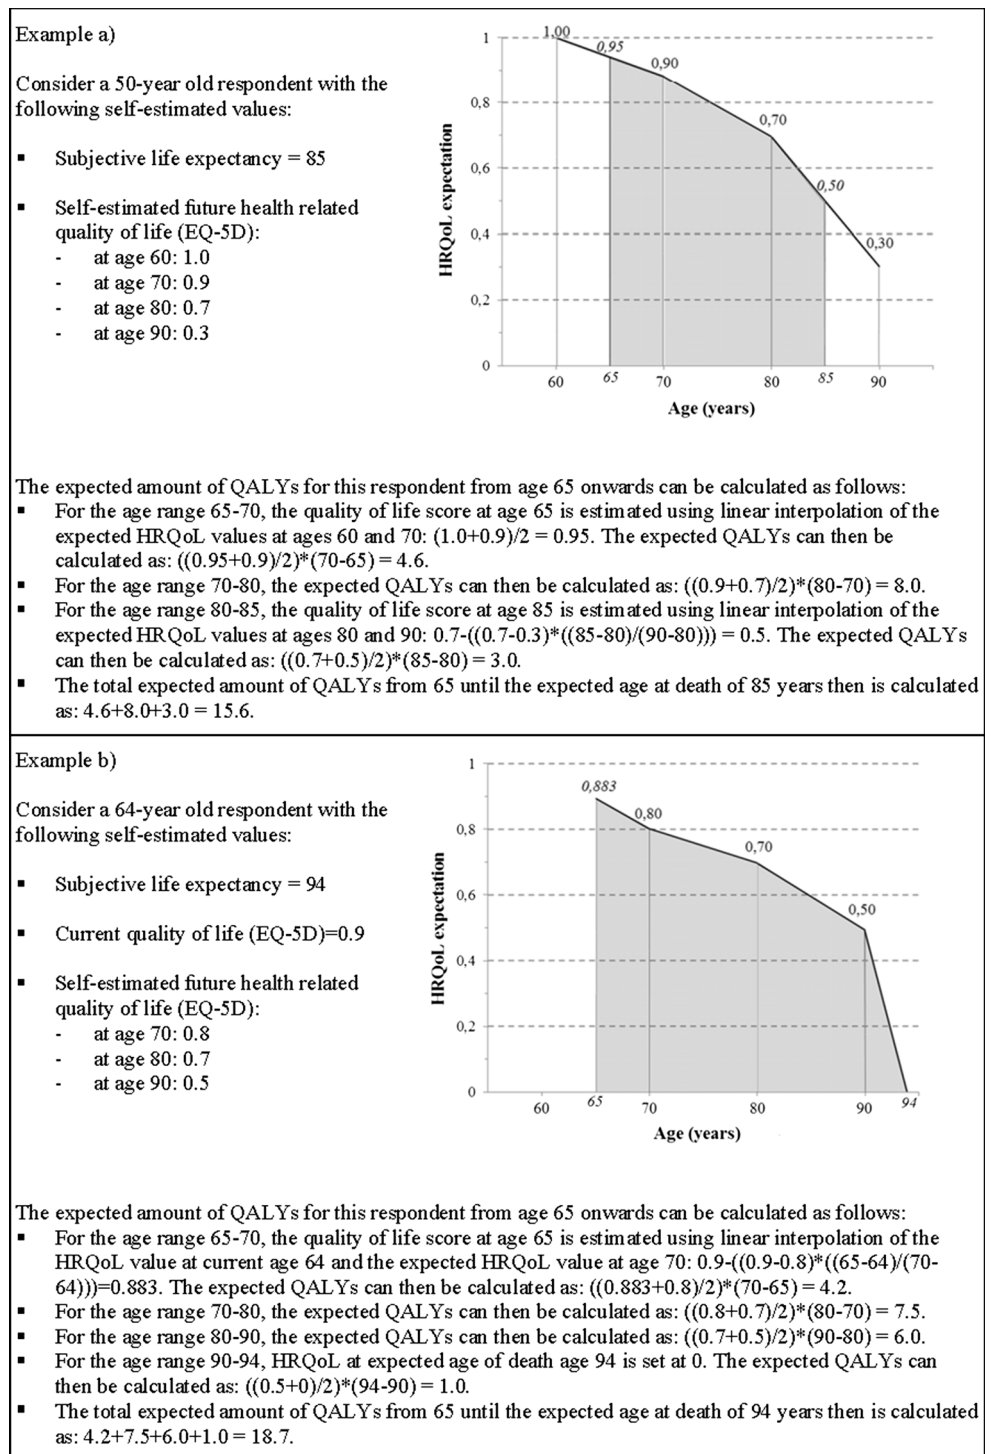 Example a)
Consider a 50-year old respondent with the
following self-estimated values:
▪ Subjective life expectancy = 85
▪ Self-estimated future health related
quality of life (EQ-5D):
- at age 60: 1.0
- at age 70: 0.9
- at age 80: 0.7
- at age 90: 0.3
HRQoL expectation
1
0,8
0,6
0,4
0,2
0
1,00
0,95
0,90
0,70
0,50
0,30
60 65 70 80 85 90
Age (years)
The expected amount of QALYs for this respondent from age 65 onwards can be calculated as follows:
▪ For the age range 65-70, the quality of life score at age 65 is estimated using linear interpolation of the
expected HRQoL values at ages 60 and 70: (1.0+0.9)/2 = 0.95. The expected QALYs can then be
calculated as: ((0.95+0.9)/2)*(70-65) = 4.6.
▪ For the age range 70-80, the expected QALYs can then be calculated as: ((0.9+0.7)/2)*(80-70) = 8.0.
▪ For the age range 80-85, the quality of life score at age 85 is estimated using linear interpolation of the
expected HRQoL values at ages 80 and 90: 0.7-((0.7-0.3)*((85-80)/(90-80))) = 0.5. The expected QALYs
can then be calculated as: ((0.7+0.5)/2)*(85-80) = 3.0.
▪ The total expected amount of QALYs from 65 until the expected age at death of 85 years then is calculated
as: 4.6+8.0+3.0 = 15.6.
Example b)
Consider a 64-year old respondent with the
following self-estimated values:
▪ Subjective life expectancy = 94
▪ Current quality of life (EQ-5D)=0.9
▪ Self-estimated future health related
quality of life (EQ-5D):
- at age 70: 0.8
- at age 80: 0.7
- at age 90: 0.5
HRQoL expectation
1
0,8
0,6
0,4
0,2
0
0,883
0,80
0,70
0,50
60 65 70 80 90 94
Age (years)
The expected amount of QALYs for this respondent from age 65 onwards can be calculated as follows:
▪ For the age range 65-70, the quality of life score at age 65 is estimated using linear interpolation of the
HRQoL value at current age 64 and the expected HRQoL value at age 70: 0.9-((0.9-0.8)*((65-64)/(70-
64)))=0.883. The expected QALYs can then be calculated as: ((0.883+0.8)/2)*(70-65) = 4.2.
▪ For the age range 70-80, the expected QALYs can then be calculated as: ((0.8+0.7)/2)*(80-70) = 7.5.
▪ For the age range 80-90, the expected QALYs can then be calculated as: ((0.7+0.5)/2)*(90-80) = 6.0.
▪ For the age range 90-94, HRQoL at expected age of death age 94 is set at 0. The expected QALYs can
then be calculated as: ((0.5+0)/2)*(94-90) = 1.0.
▪ The total expected amount of QALYs from 65 until the expected age at death of 94 years then is calculated
as: 4.2+7.5+6.0+1.0 = 18.7.